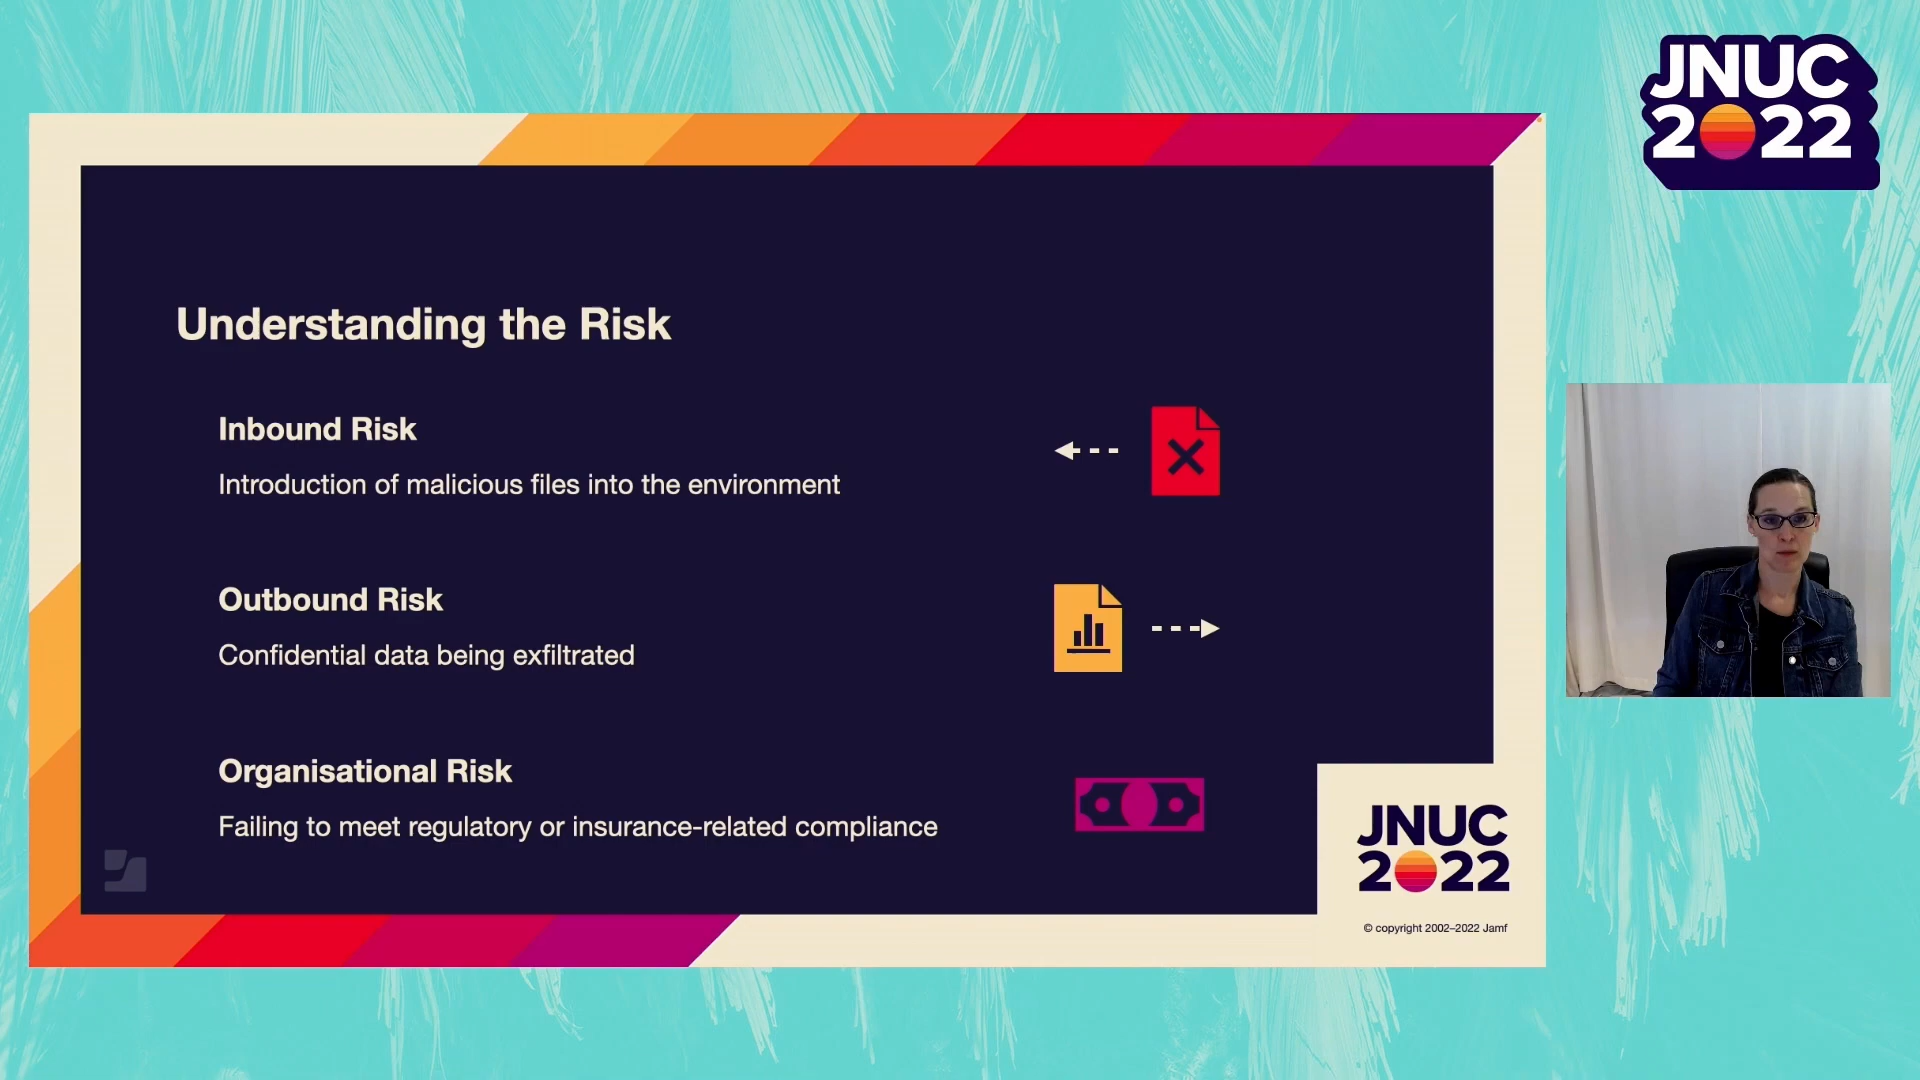 JNUC
2022
Understanding the Risk
Inbound Risk
Introduction of malicious files into the environment
Outbound Risk
Confidential data being exfiltrated
Organisational Risk
Failing to meet regulatory or insurance-related compliance
JNUC
2022
© copyright 2002–2022 Jamf